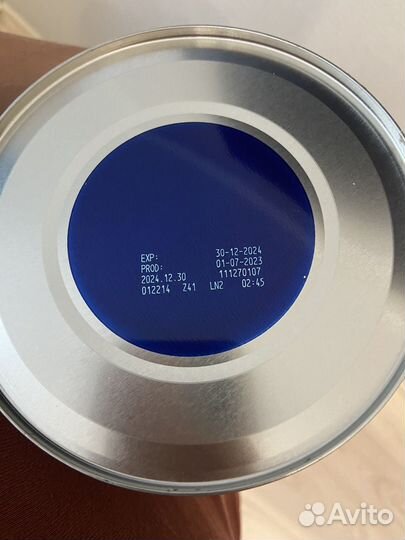 EXP: 30-12-2024
PROD: 01-07-2023
2024.12.30 111270107
012214 Z41 LN2 02:45
Avito